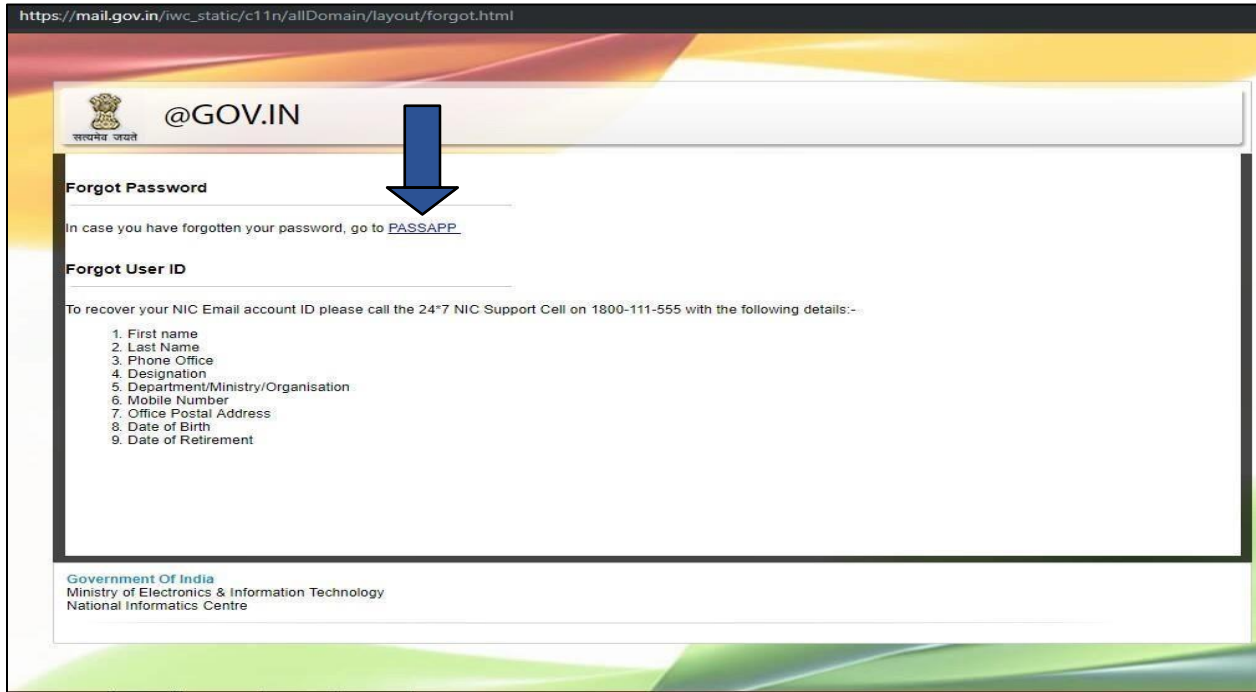 https://mail.gov.in/iwc_static/c11n/allDomain/layout/forgot.html
@GOV.IN
सत्यमेव जयते
Forgot Password
In case you have forgotten your password, go to PASSAPP
Forgot User ID
To recover your NIC Email account ID please call the 24*7 NIC Support Cell on 1800-111-555 with the following details:-
1. First name
2. Last Name
3. Phone Office
4. Designation
5. Department/Ministry/Organisation
6. Mobile Number
7. Office Postal Address
8. Date of Birth
9. Date of Retirement
Government Of India
Ministry of Electronics & Information Technology
National Informatics Centre